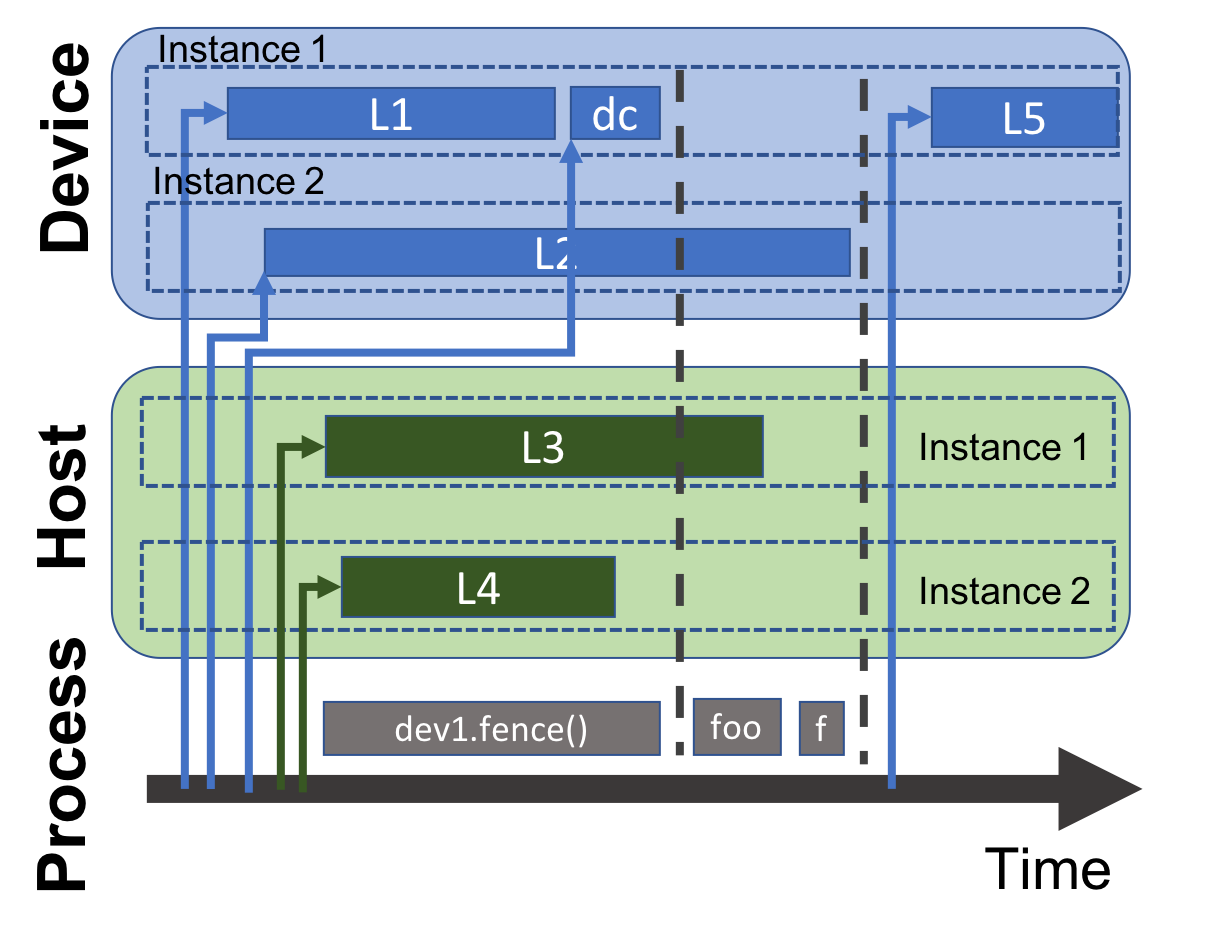 Device
Instance 1
L1
dc
L5
Instance 2
L2
Host
L3
Instance 1
L4
Instance 2
Process
dev1.fence()
foo
f
Time